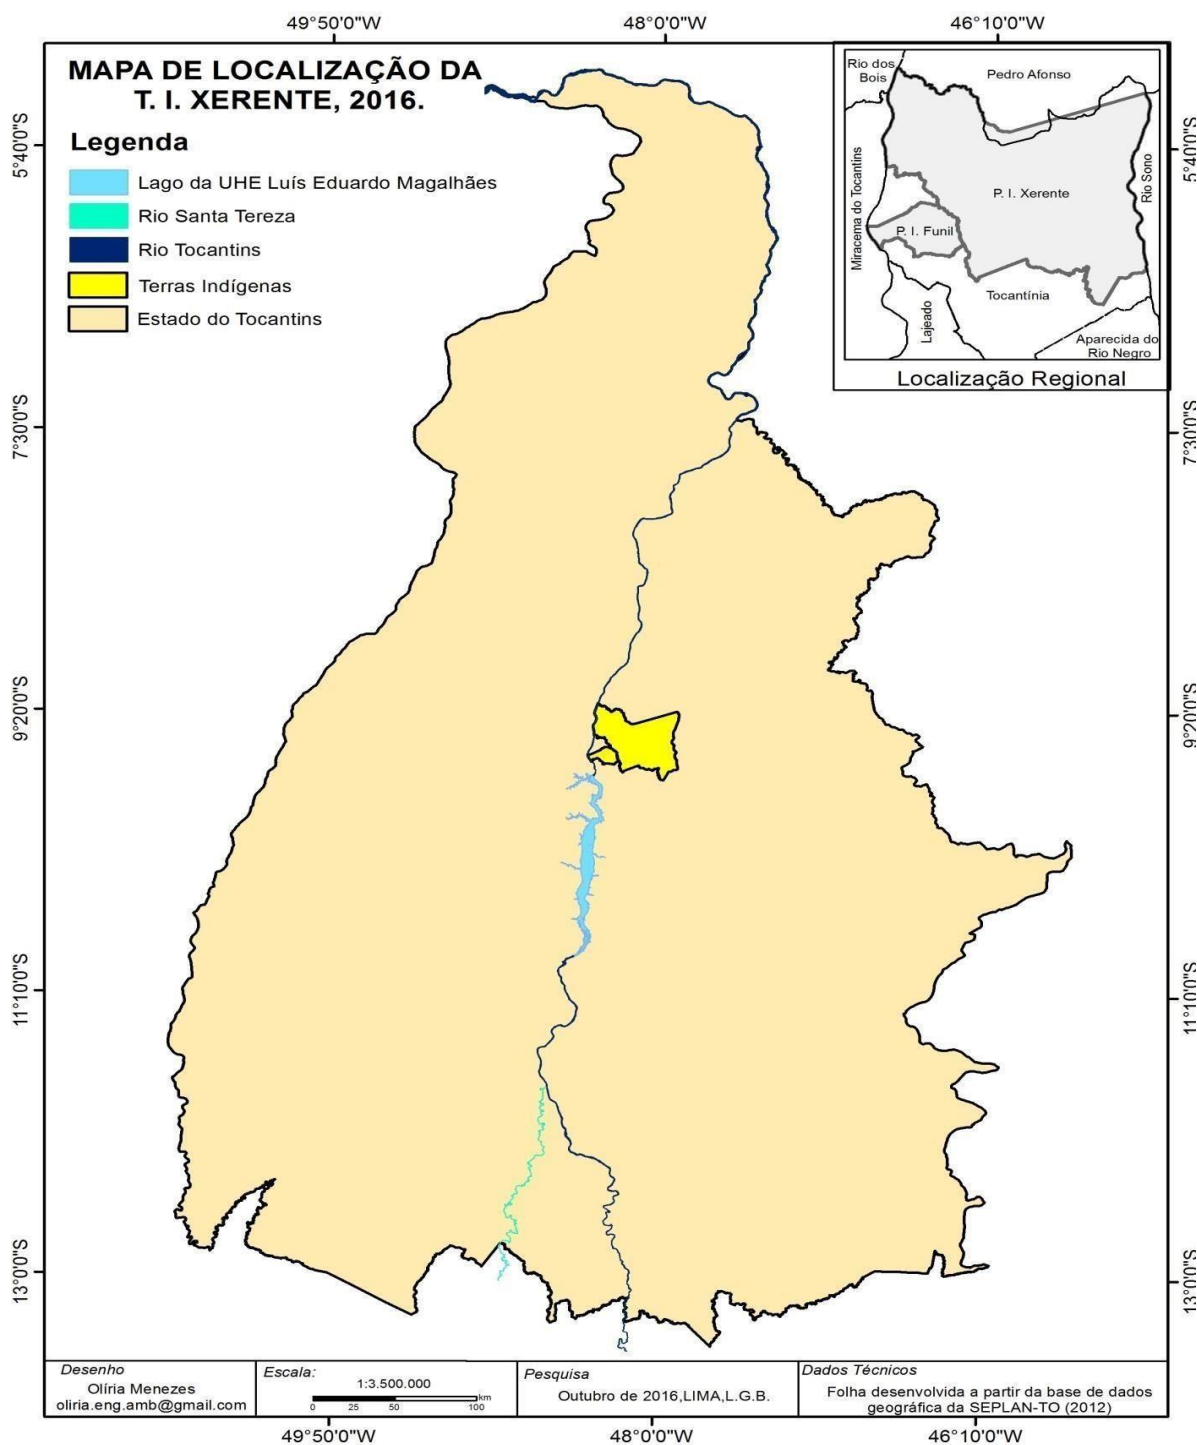 49°50'0"W
48°0'0"W
46°10'0"W
MAPA DE LOCALIZAÇÃO DA
T. I. XERENTE, 2016.
Legenda
Lago da UHE Luís Eduardo Magalhães
Rio Santa Tereza
Rio Tocantins
Terras Indígenas
Estado do Tocantins
Rio dos
Bois
Pedro Afonso
Miracema do Tocantins
P. I. Xerente
Rio Sono
P. I. Funil
Tocantínia
Lajeado
Aparecida do
Rio Negro
Localização Regional
5°40'0"S
5°40'0"S
7°30'0"S
7°30'0"S
9°20'0"S
9°20'0"S
11°10'0"S
11°10'0"S
13°0'0"S
13°0'0"S
Desenho
Olíria Menezes
oliria.eng.amb@gmail.com
Escala:
1:3.500.000
km
0 25 50 100
Pesquisa
Outubro de 2016,LIMA,L.G.B.
Dados Técnicos
Folha desenvolvida a partir da base de dados
geográfica da SEPLAN-TO (2012)
49°50'0"W
48°0'0"W
46°10'0"W